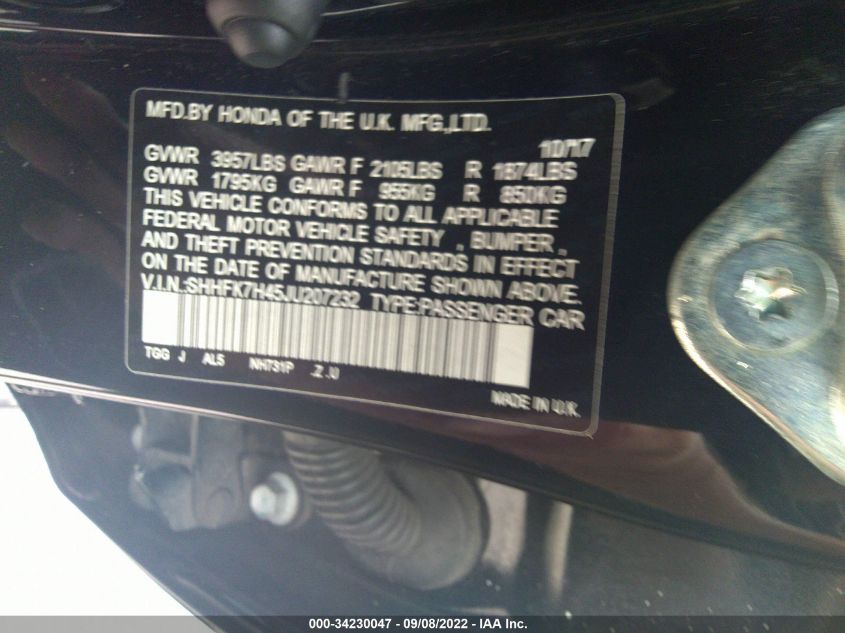 MFD.BY HONDA OF THE U.K. MFG.,LTD.
10/17
GVWR 3957LBS GAWR F 2105LBS R 1874LBS
GVWR 1795KG GAWR F 955KG R 850KG
THIS VEHICLE CONFORMS TO ALL APPLICABLE
FEDERAL MOTOR VEHICLE SAFETY , BUMPER ,
AND THEFT PREVENTION STANDARDS IN EFFECT
ON THE DATE OF MANUFACTURE SHOWN ABOVE.
V.I.N.:SHHFK7H45JU207232 TYPE:PASSENGER CAR
TGG J AL5 NH731P .Z .U
MADE IN U.K.
000-34230047 - 09/08/2022 - IAA Inc.